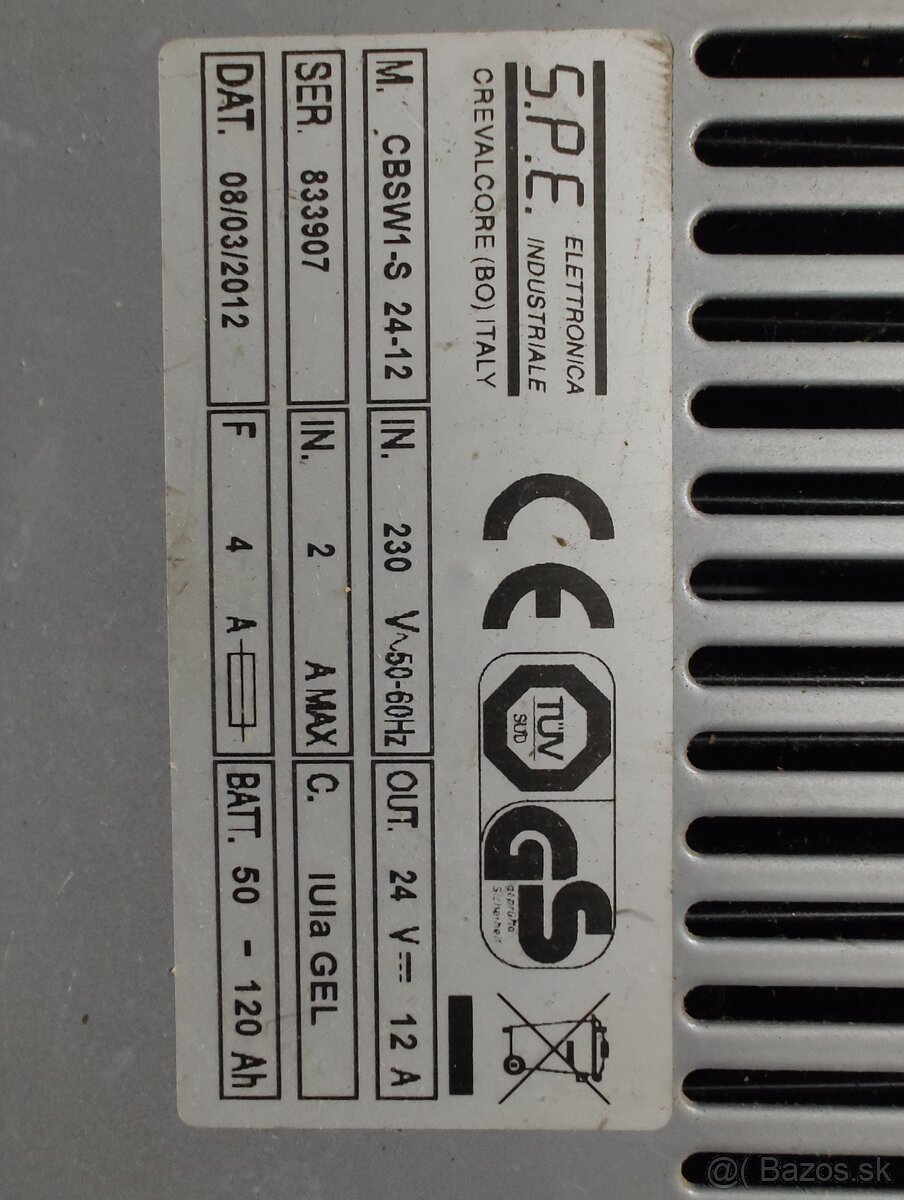 S.P.E. ELETTRONICA
INDUSTRIALE
CREVALCORE (BO) ITALY
CE
TÜV
SÜD
GS
geprüfte
Sicherheit
M. CBSW1-S 24-12
IN. 230 V~50-60Hz
OUT. 24 V⎓ 12 A
SER. 833907
IN. 2 A MAX
C. IUIa GEL
DAT. 08/03/2012
F 4 A
BATT. 50 - 120 Ah
@( Bazos.sk